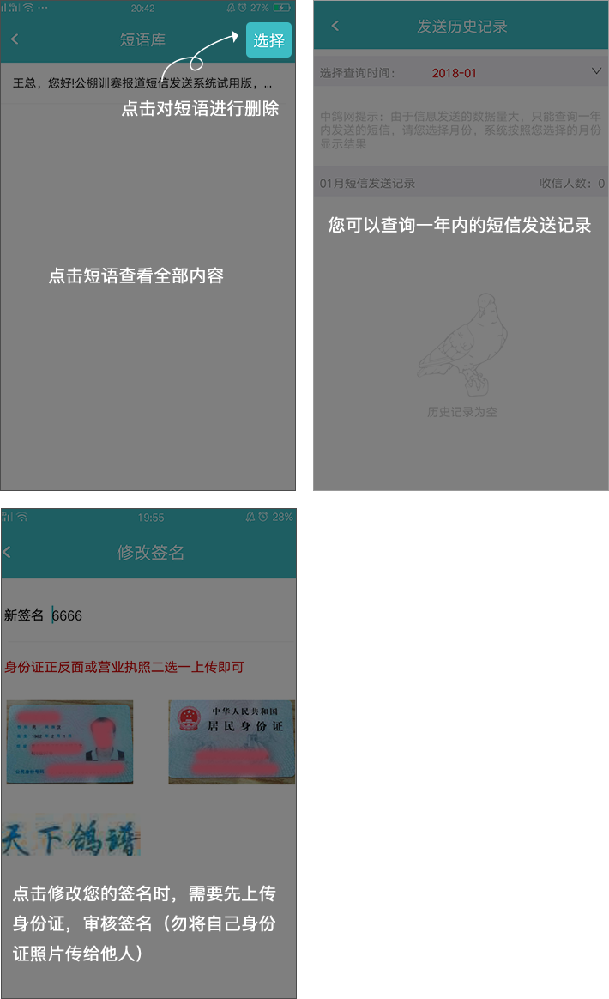 20:42
27%
短语库
选择
王总，您好!公棚训赛报道短信发送系统试用版，...
点击对短语进行删除
点击短语查看全部内容
发送历史记录
选择查询时间：
2018-01
中鸽网提示：由于信息发送的数据量大，只能查询一年
内发送的短信，请您选择月份，系统按照您选择的月份
显示结果
01月短信发送记录
收信人数：0
您可以查询一年内的短信发送记录
历史记录为空
19:55
28%
修改签名
新签名 6666
身份证正反面或营业执照二选一上传即可
中华人民共和国
居民身份证
公民身份号码
天下鸽谱
点击修改您的签名时，需要先上传
身份证，审核签名（勿将自己身份
证照片传给他人）